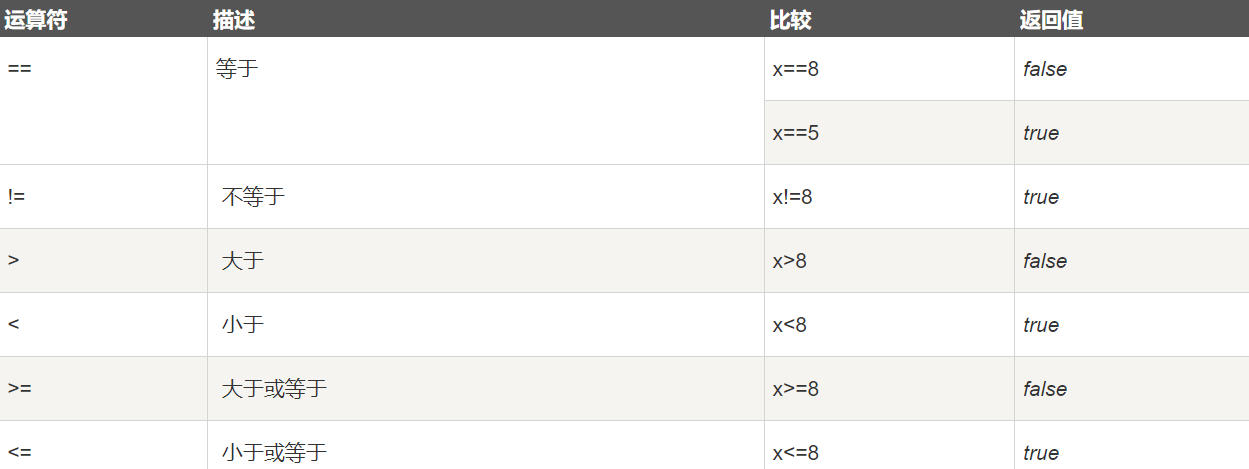 运算符 描述 比较 返回值
== 等于 x==8 false
x==5 true
!= 不等于 x!=8 true
> 大于 x>8 false
< 小于 x<8 true
>= 大于或等于 x>=8 false
<= 小于或等于 x<=8 true